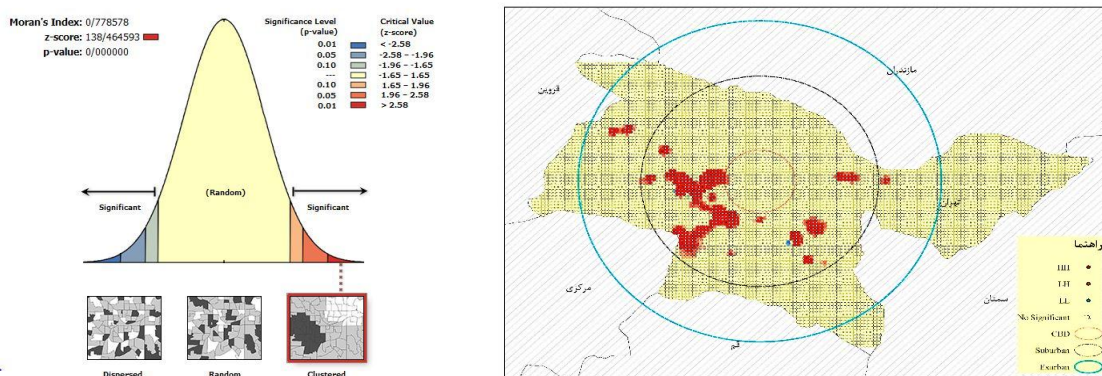 Moran's Index: 0/778578
z-score: 138/464593
p-value: 0/000000
Significance Level
(p-value)
Critical Value
(z-score)
0.01 < -2.58
0.05 -2.58 – -1.96
0.10 -1.96 – -1.65
--- -1.65 – 1.65
0.10 1.65 – 1.96
0.05 1.96 – 2.58
0.01 > 2.58
(Random)
Significant
Significant
Dispersed
Random
Clustered
مازندران
قزوین
تهران
سمنان
مرکزی
قم
راهنما
HH
LH
LL
No Significant
CBD
Suburban
Exurban